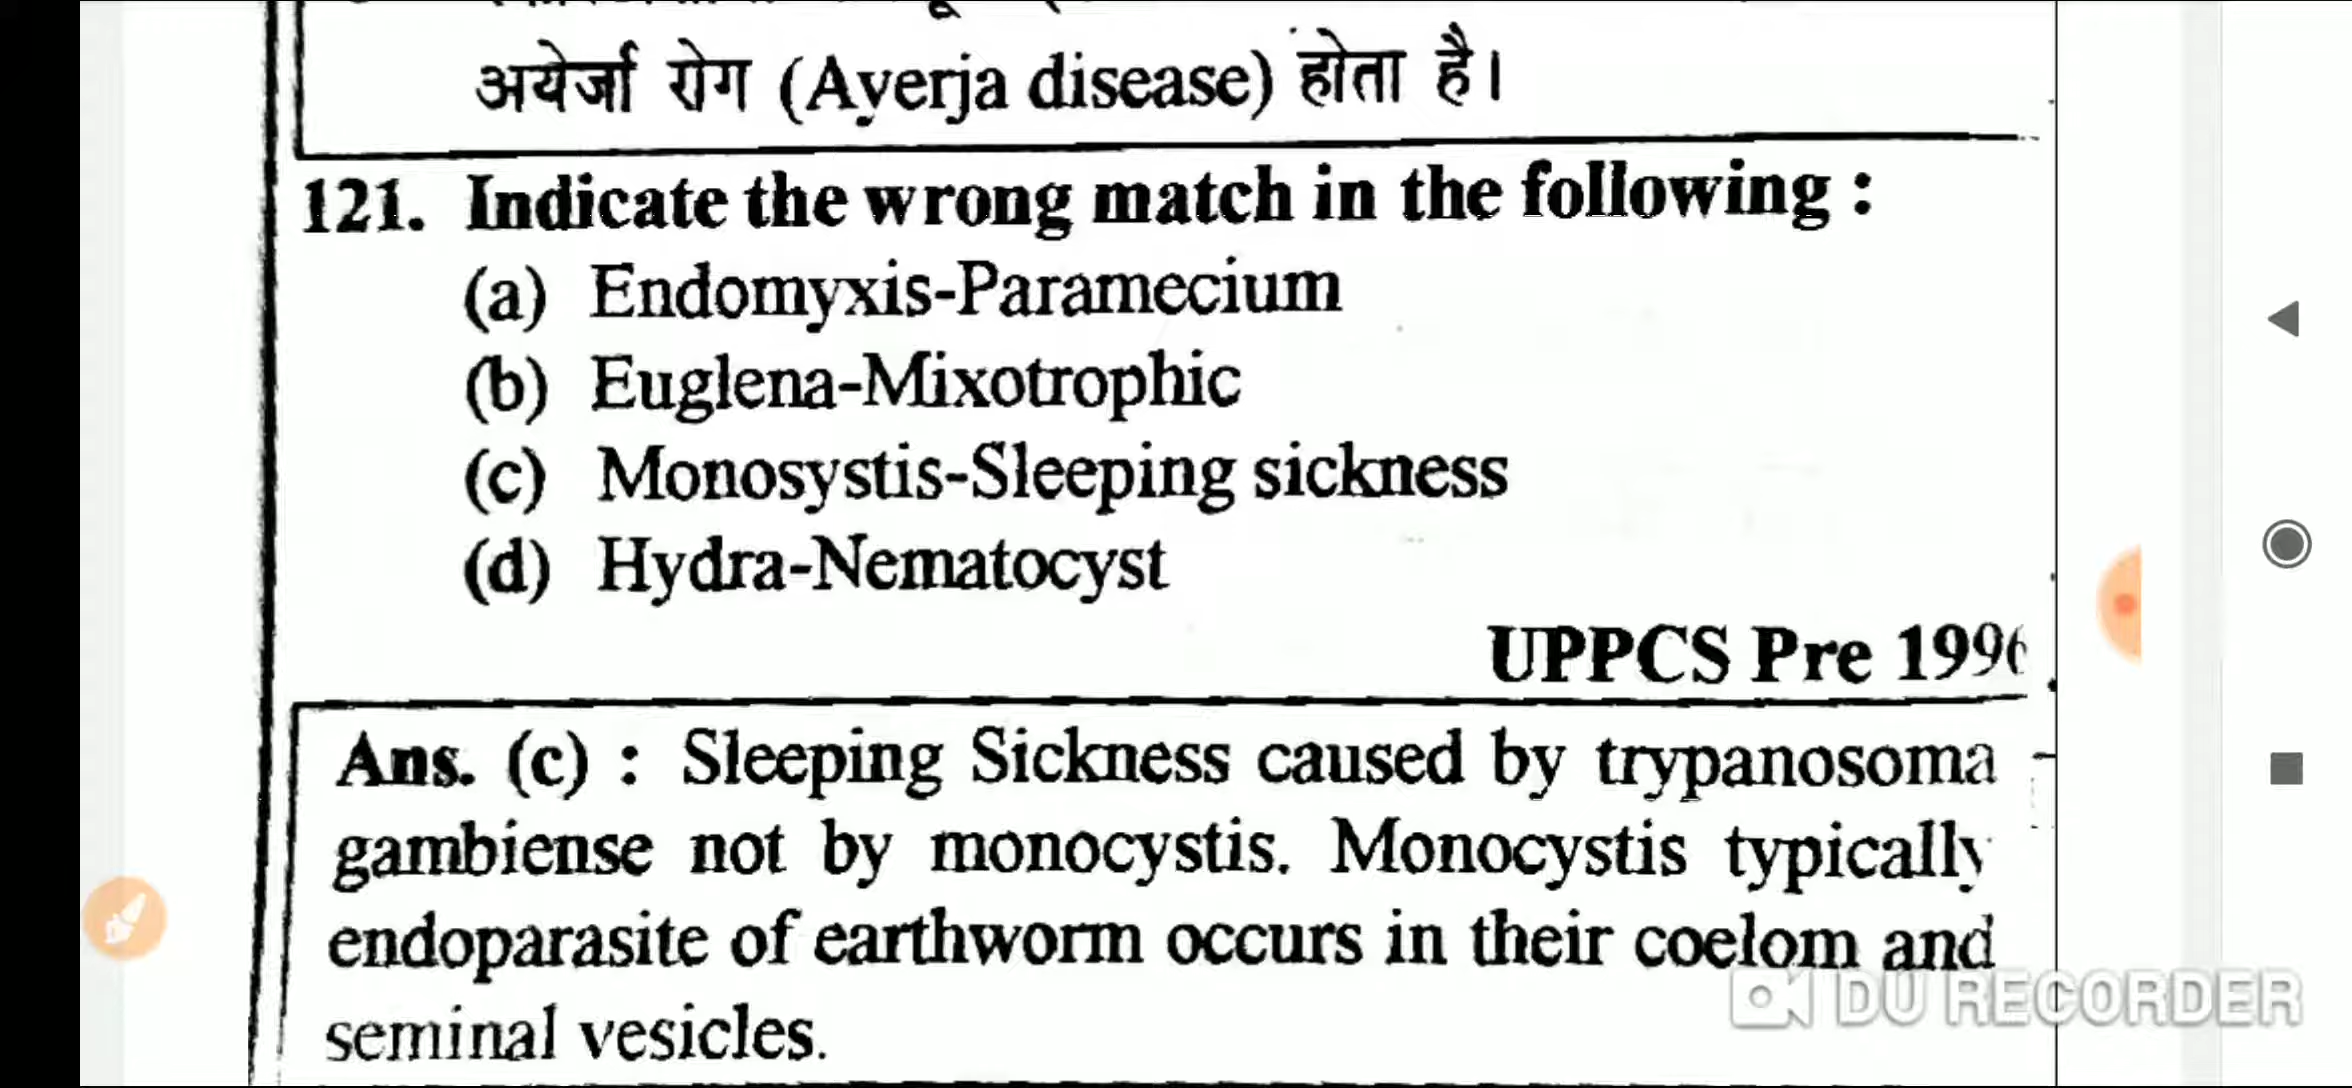 अयेर्जा रोग (Ayerja disease) होता है।
121. Indicate the wrong match in the following :
(a) Endomyxis-Paramecium
(b) Euglena-Mixotrophic
(c) Monosystis-Sleeping sickness
(d) Hydra-Nematocyst
UPPCS Pre 1996
Ans. (c) : Sleeping Sickness caused by trypanosoma
gambiense not by monocystis. Monocystis typically
endoparasite of earthworm occurs in their coelom and
seminal vesicles.
DU RECORDER